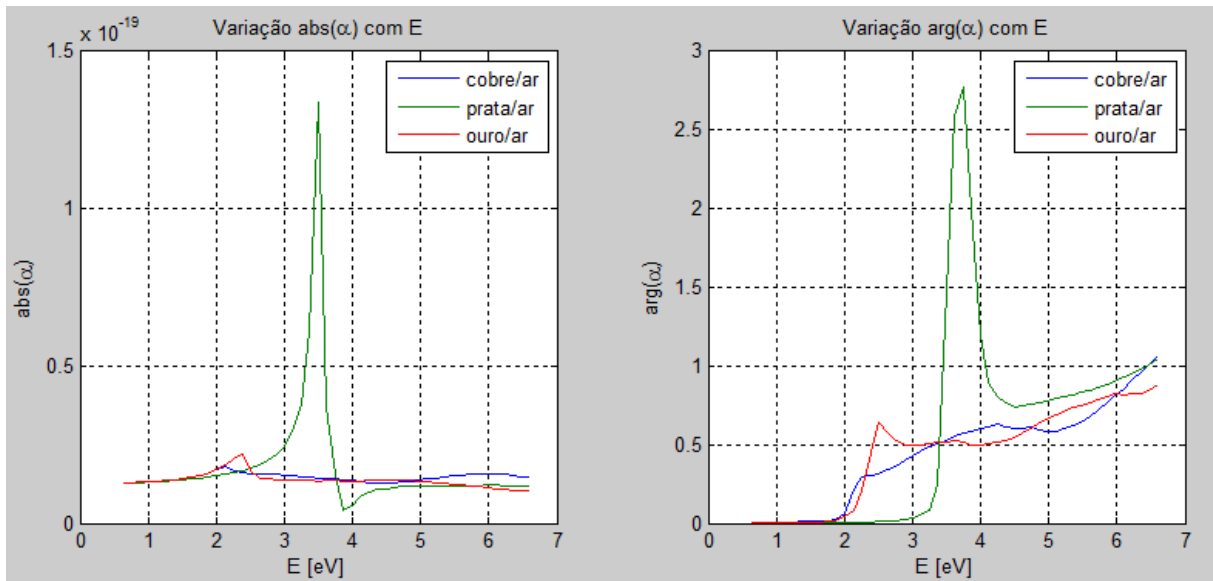 Variação abs(α) com E
x 10^-19
1.5
1
0.5
0
abs(α)
0 1 2 3 4 5 6 7
E [eV]
cobre/ar
prata/ar
ouro/ar
Variação arg(α) com E
3
2.5
2
1.5
1
0.5
0
arg(α)
0 1 2 3 4 5 6 7
E [eV]
cobre/ar
prata/ar
ouro/ar